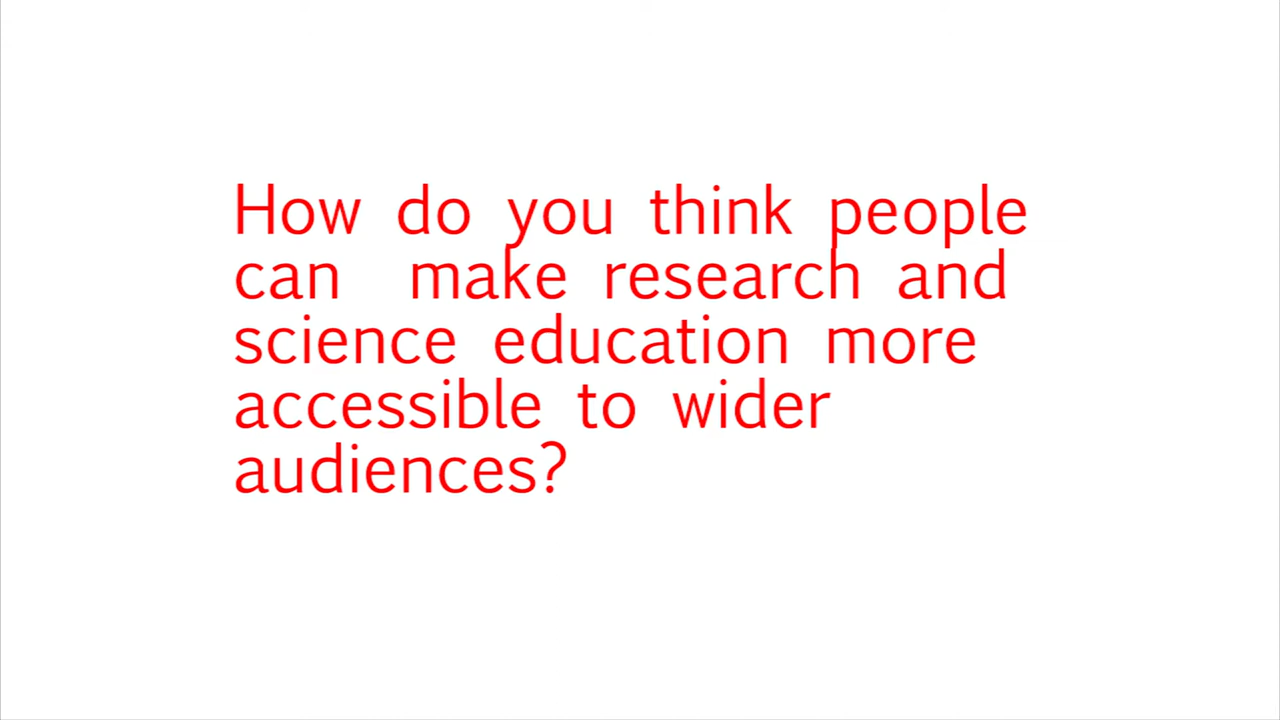 How do you think people
can make research and
science education more
accessible to wider
audiences?